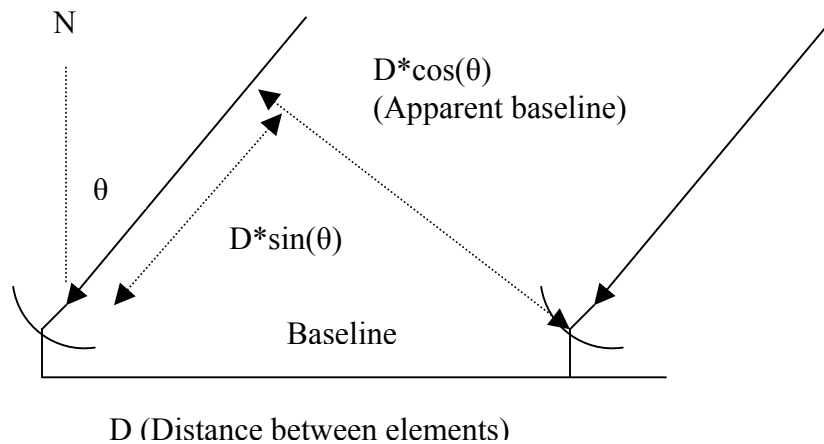 N
D*cos(θ)
(Apparent baseline)
θ
D*sin(θ)
Baseline
D (Distance between elements)